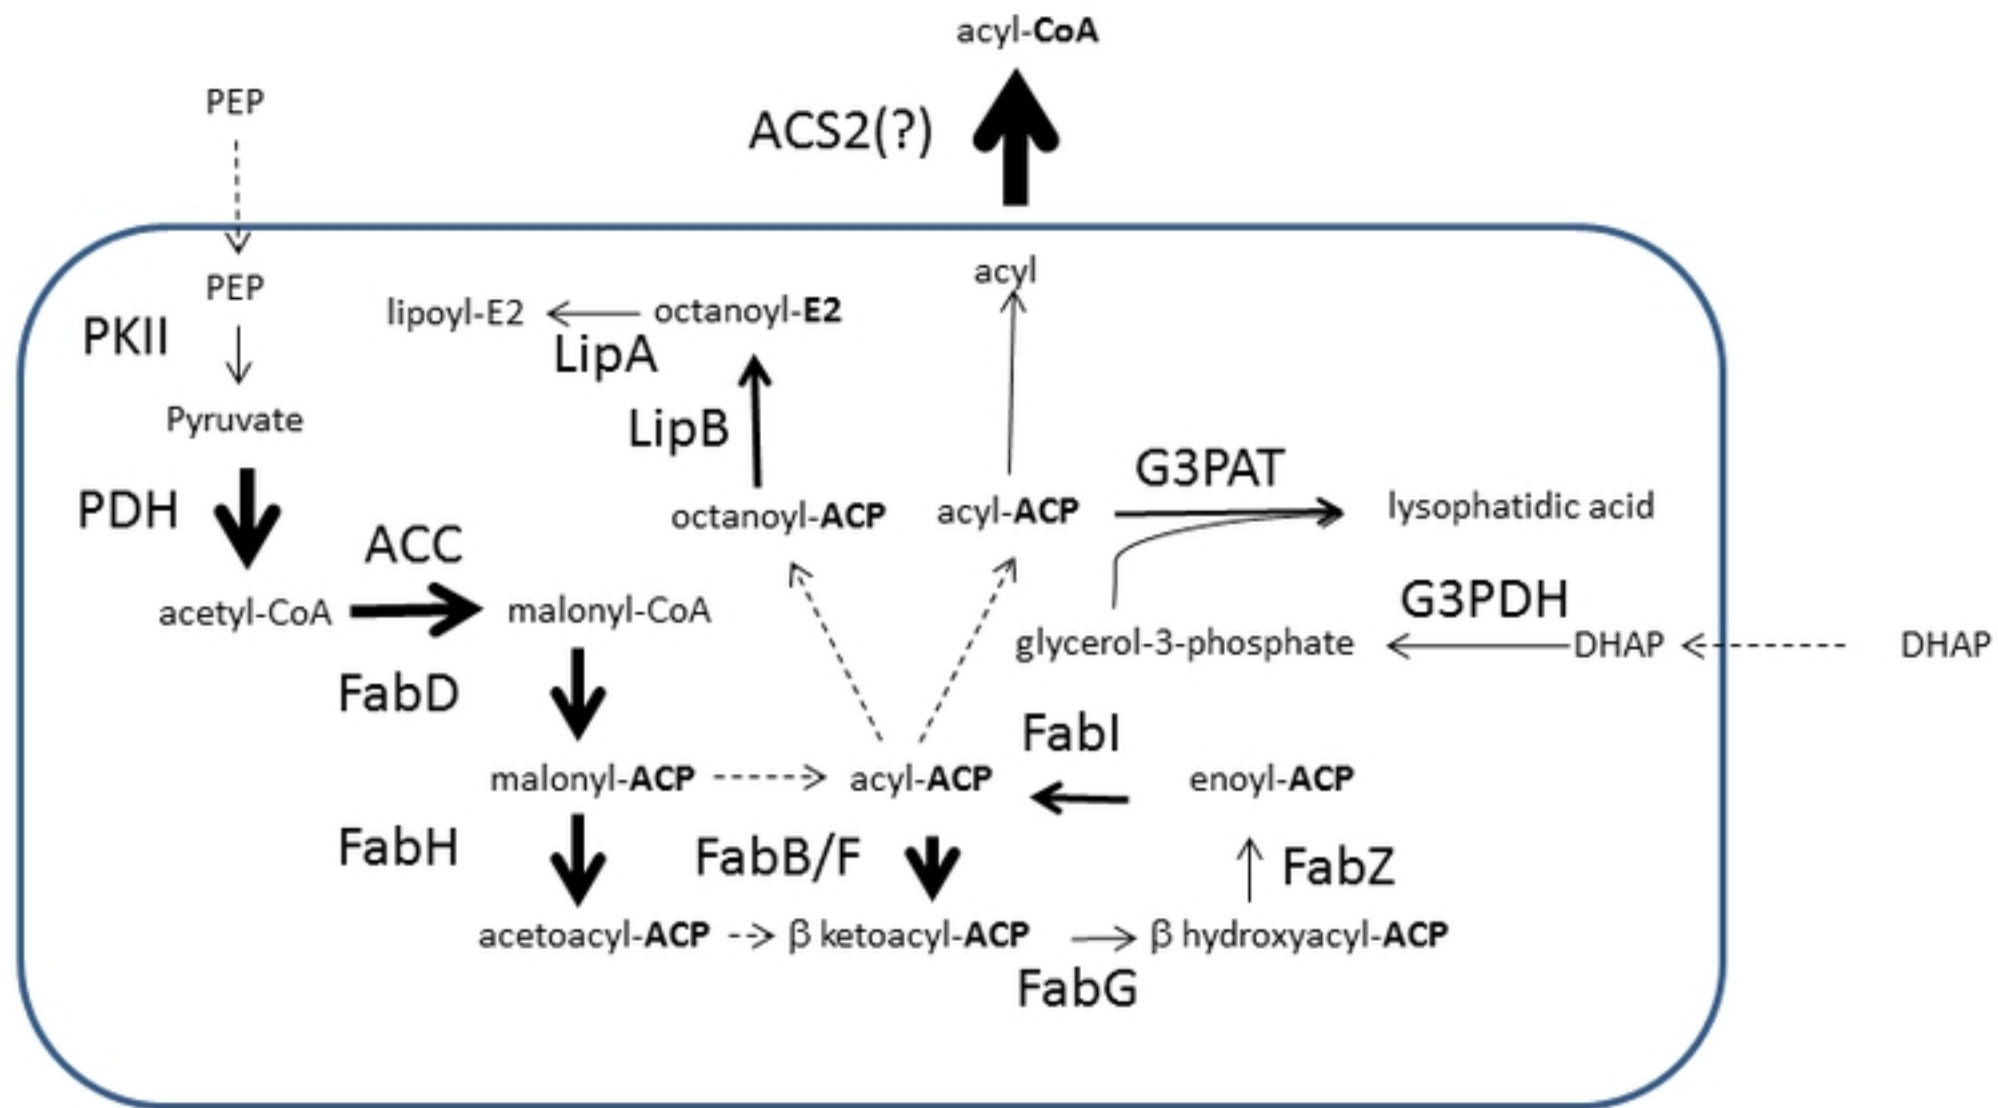 acyl-CoA
PEP
ACS2(?)
PEP
acyl
PKII
lipoyl-E2
octanoyl-E2
LipA
Pyruvate
LipB
G3PAT
PDH
octanoyl-ACP
acyl-ACP
lysophatidic acid
ACC
acetyl-CoA
malonyl-CoA
G3PDH
glycerol-3-phosphate
DHAP
DHAP
FabD
FabI
malonyl-ACP
acyl-ACP
enoyl-ACP
FabH
FabB/F
FabZ
acetoacyl-ACP
β ketoacyl-ACP
β hydroxyacyl-ACP
FabG